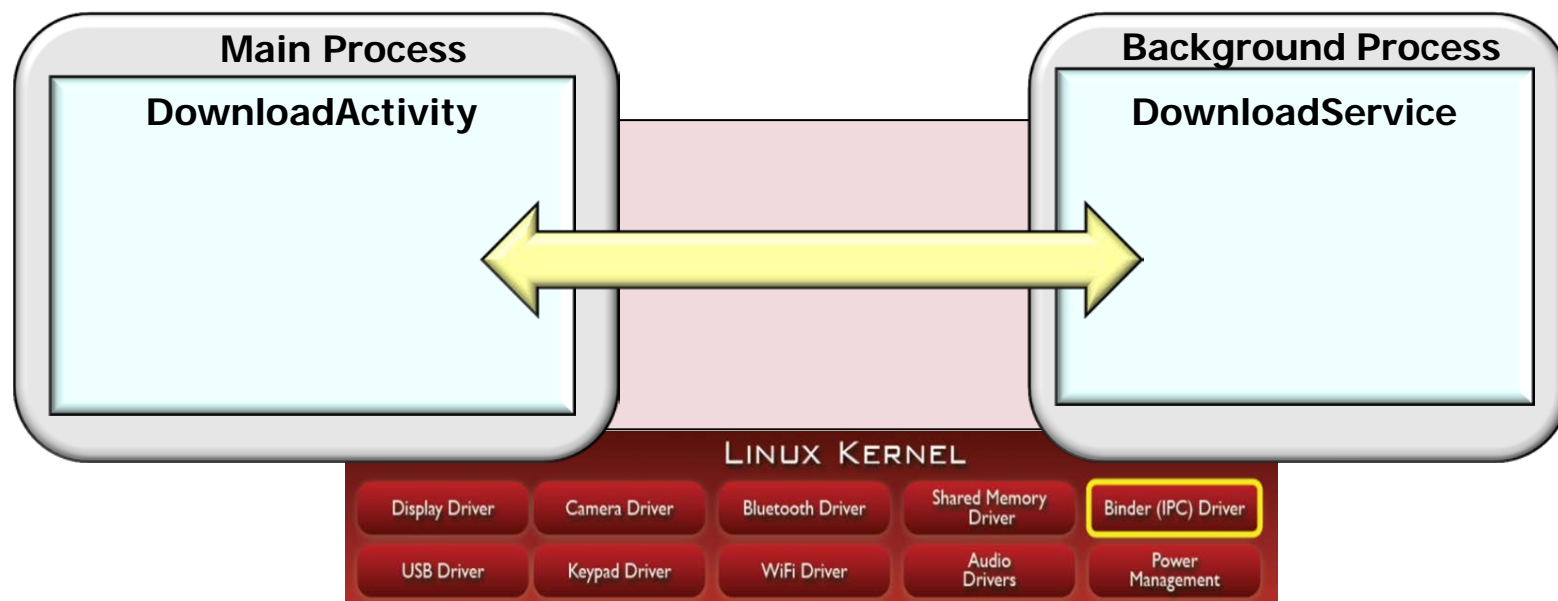 Main Process
DownloadActivity
Background Process
DownloadService
LINUX KERNEL
Display Driver
Camera Driver
Bluetooth Driver
Shared Memory
Driver
Binder (IPC) Driver
USB Driver
Keypad Driver
WiFi Driver
Audio
Drivers
Power
Management